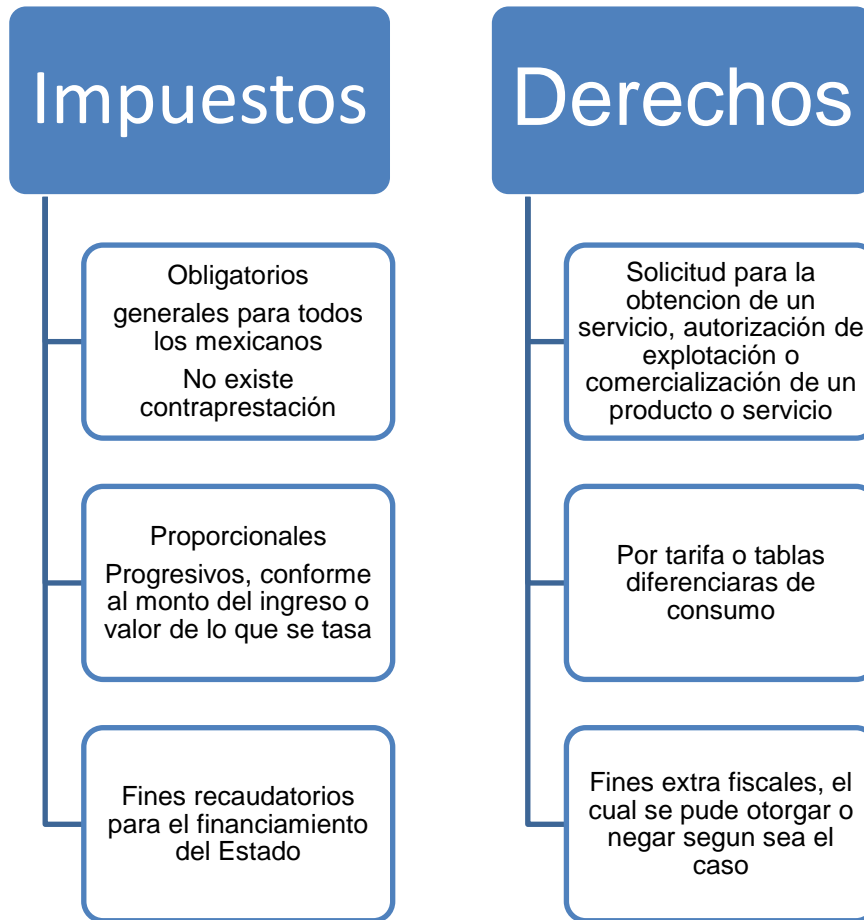 Impuestos
Obligatorios
generales para todos
los mexicanos
No existe
contraprestación
Proporcionales
Progresivos, conforme
al monto del ingreso o
valor de lo que se tasa
Fines recaudatorios
para el financiamiento
del Estado
Derechos
Solicitud para la
obtencion de un
servicio, autorización de
explotación o
comercialización de un
producto o servicio
Por tarifa o tablas
diferenciaras de
consumo
Fines extra fiscales, el
cual se pude otorgar o
negar segun sea el
caso